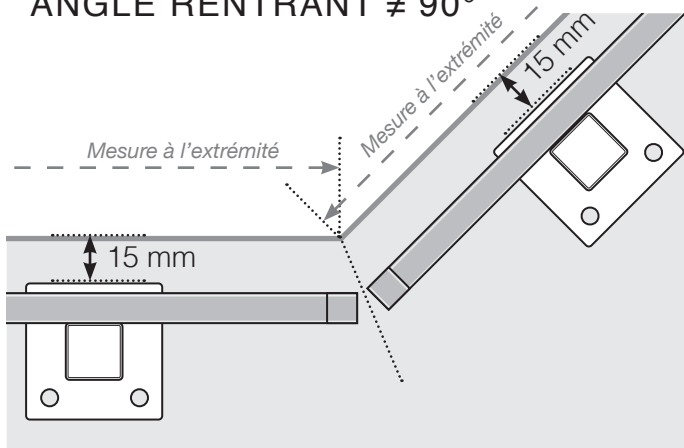 ANGLE RENTRANT ≠ 90°
Mesure à l'extrémité
Mesure à l'extrémité
15 mm
15 mm